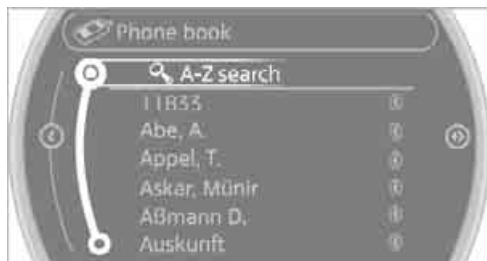 Phone book
A-Z search
11833
Abe, A.
Appel, T.
Askar, Münir
Aßmann D.
Auskunft